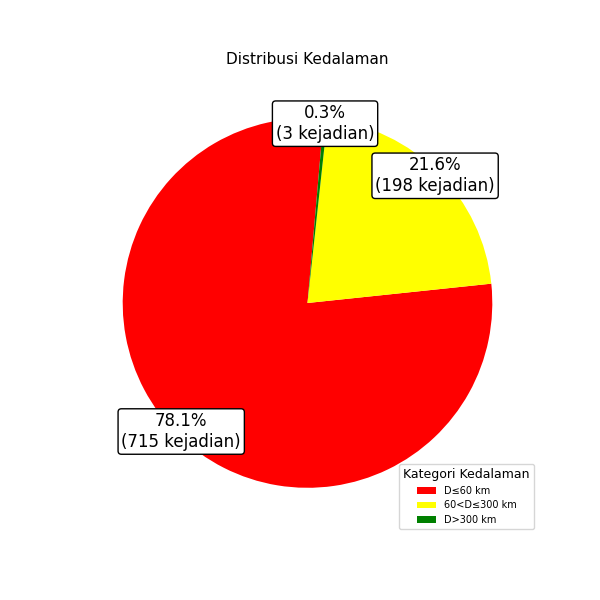 Distribusi Kedalaman
0.3%
(3 kejadian)
21.6%
(198 kejadian)
78.1%
(715 kejadian)
Kategori Kedalaman
D≤60 km
60<D≤300 km
D>300 km